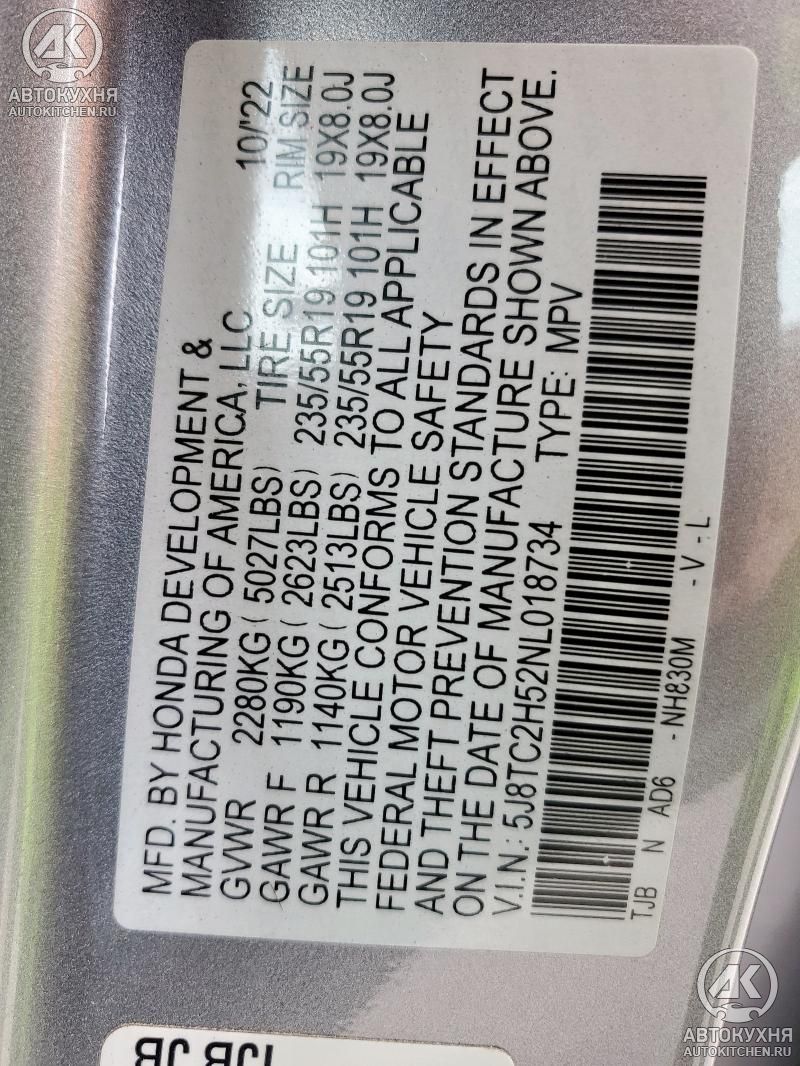 АВТОКУХНЯ
AUTOKITCHEN.RU
MFD. BY HONDA DEVELOPMENT &
MANUFACTURING OF AMERICA, LLC 10/'22
GVWR 2280KG ( 5027LBS) TIRE SIZE RIM SIZE
GAWR F 1190KG ( 2623LBS) 235/55R19 101H 19X8.0J
GAWR R 1140KG ( 2513LBS) 235/55R19 101H 19X8.0J
THIS VEHICLE CONFORMS TO ALL APPLICABLE
FEDERAL MOTOR VEHICLE SAFETY
AND THEFT PREVENTION STANDARDS IN EFFECT
ON THE DATE OF MANUFACTURE SHOWN ABOVE.
V.I.N.: 5J8TC2H52NL018734 TYPE: MPV
TJB N AD6 - NH830M - V - L
АК
АВТОКУХНЯ
AUTOKITCHEN.RU